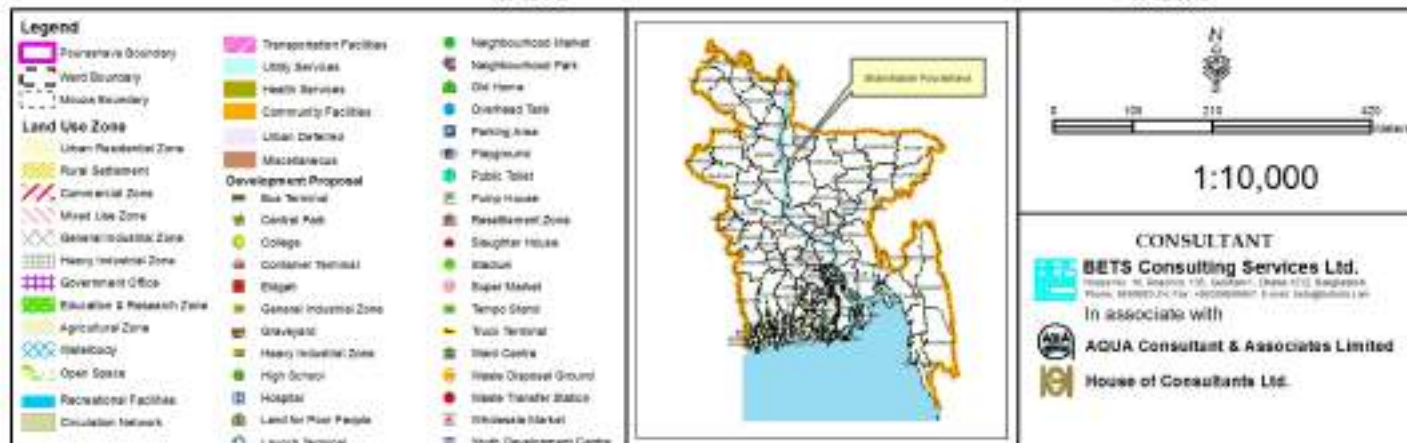 Legend
Pourashava Boundary
Ward Boundary
Mouza Boundary
Land Use Zone
Urban Residential Zone
Rural Settlement
Commercial Zone
Mixed Use Zone
General Industrial Zone
Heavy Industrial Zone
Government Office
Education & Research Zone
Agricultural Zone
Waterbody
Open Space
Recreational Facilities
Circulation Network
Transportation Facilities
Utility Services
Health Services
Community Facilities
Urban Deferred
Miscellaneous
Development Proposal
Bus Terminal
Central Park
College
Container Terminal
Eidgah
General Industrial Zone
Graveyard
Heavy Industrial Zone
High School
Hospital
Land for Poor People
Launch Terminal
Neighbourhood Market
Neighbourhood Park
Old Home
Overhead Tank
Parking Area
Playground
Public Toilet
Pump House
Resettlement Zone
Slaughter House
Stadium
Super Market
Tempo Stand
Truck Terminal
Ward Centre
Waste Disposal Ground
Waste Transfer Station
Wholesale Market
Youth Development Centre
Pourashava
N
0 105 210 420
1:10,000
CONSULTANT
BETS Consulting Services Ltd.
In associate with
AQUA Consultant & Associates Limited
House of Consultants Ltd.